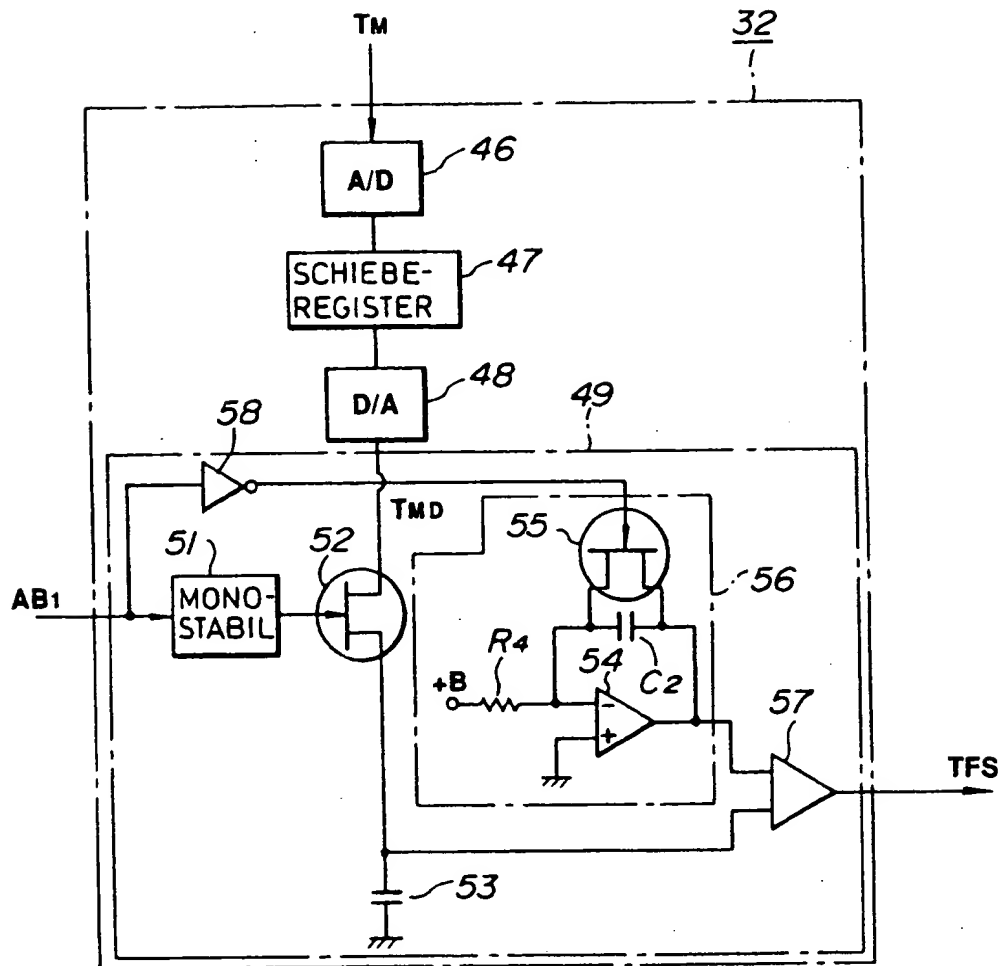 TM
32
A/D
46
SCHIEBE-
REGISTER
47
D/A
48
49
58
TMD
55
51
52
56
AB1
MONO-
STABIL
R4
54
C2
+B
-
+
57
TFS
53